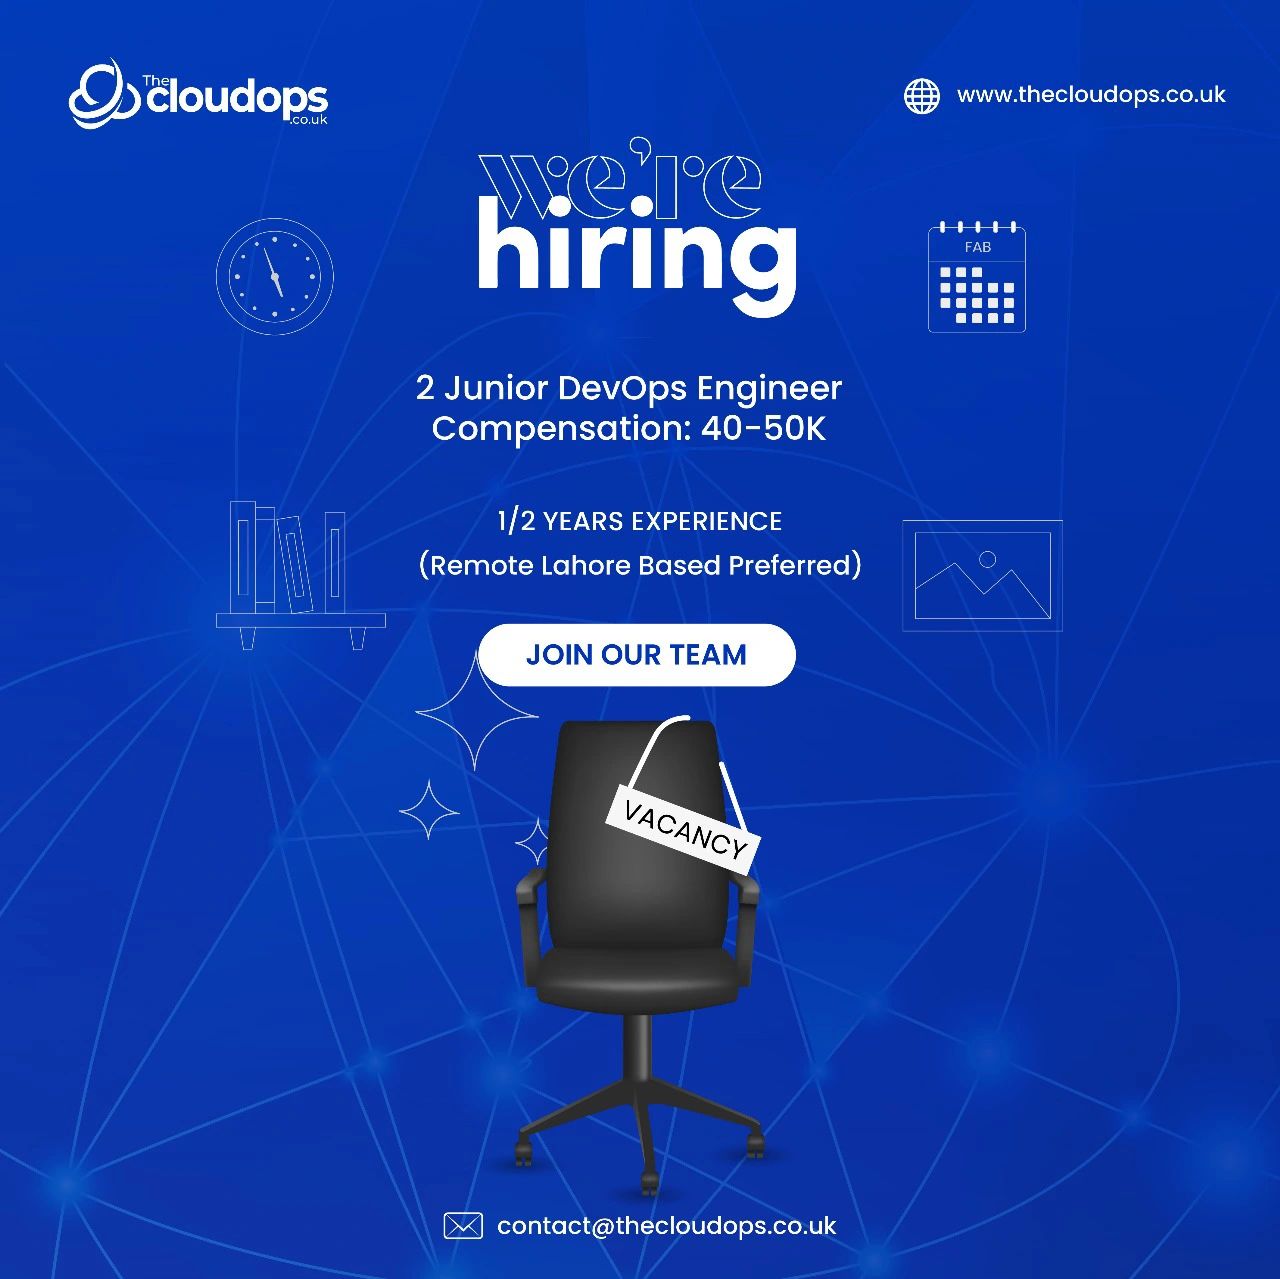 The
cloudops
.co.uk
www.thecloudops.co.uk
we're
hiring
FAB
2 Junior DevOps Engineer
Compensation: 40-50K
1/2 YEARS EXPERIENCE
(Remote Lahore Based Preferred)
JOIN OUR TEAM
VACANCY
contact@thecloudops.co.uk